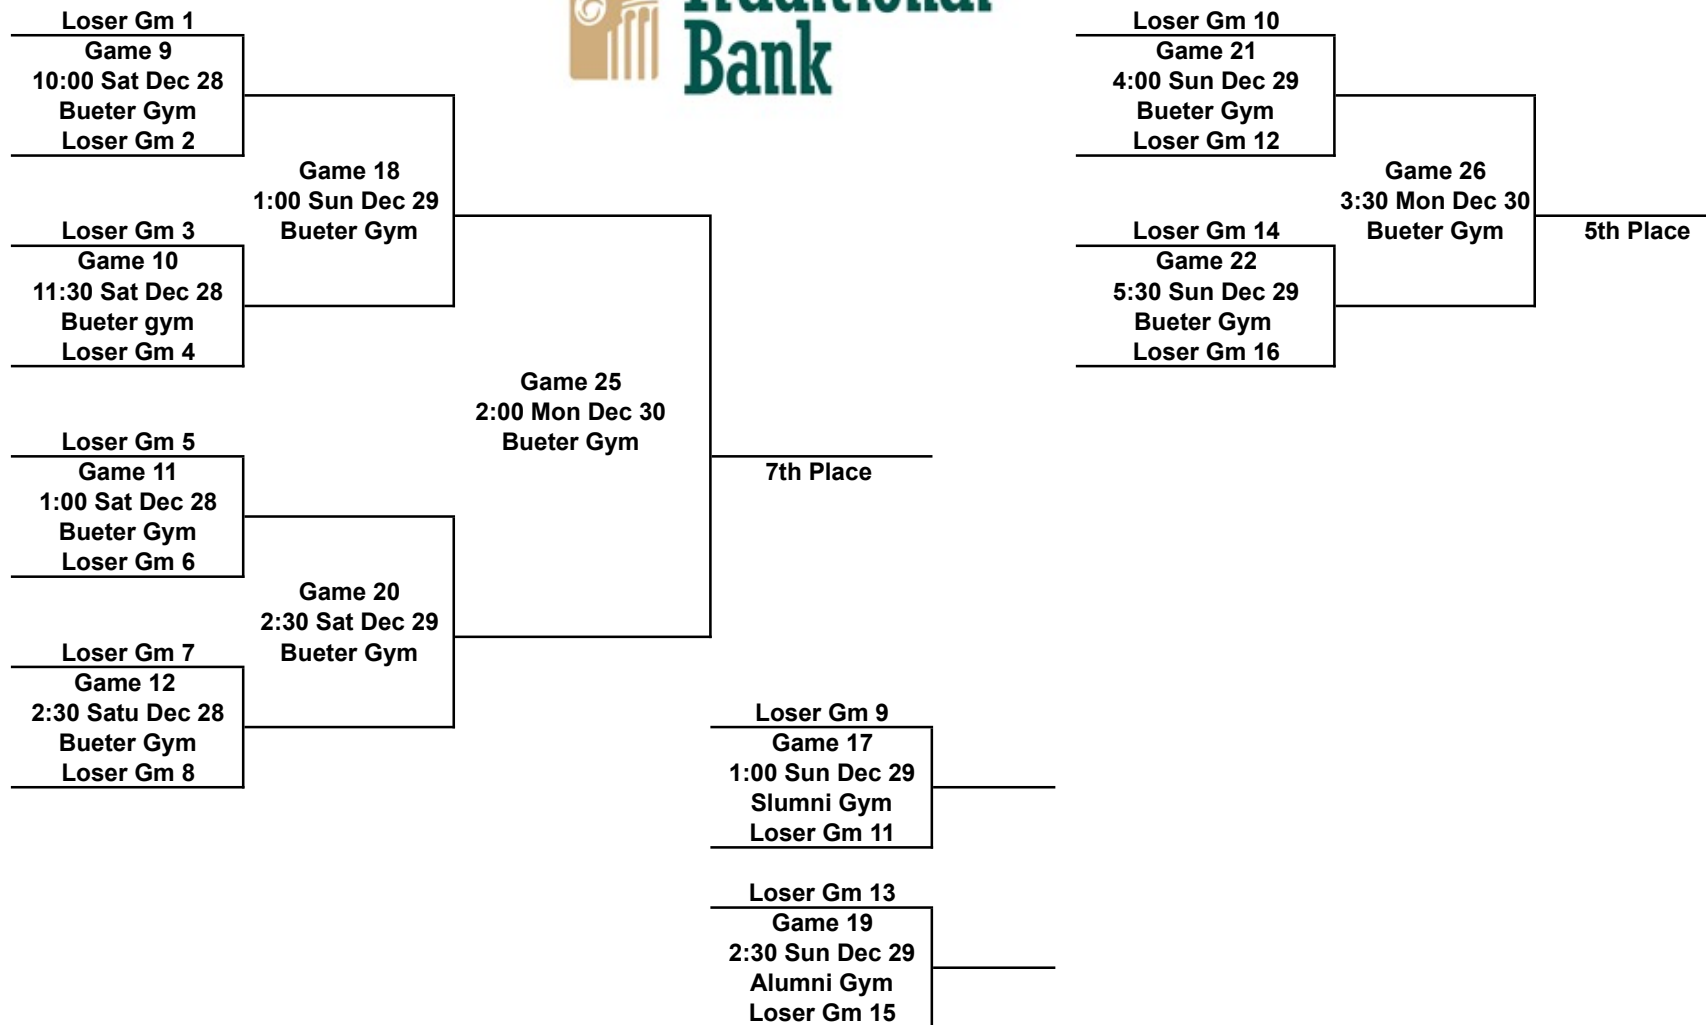 Traditional
Bank
Loser Gm 1
Game 9
10:00 Sat Dec 28
Bueter Gym
Loser Gm 2
Game 18
1:00 Sun Dec 29
Bueter Gym
Loser Gm 3
Game 10
11:30 Sat Dec 28
Bueter gym
Loser Gm 4
Game 25
2:00 Mon Dec 30
Bueter Gym
7th Place
Loser Gm 5
Game 11
1:00 Sat Dec 28
Bueter Gym
Loser Gm 6
Game 20
2:30 Sat Dec 29
Bueter Gym
Loser Gm 7
Game 12
2:30 Satu Dec 28
Bueter Gym
Loser Gm 8
Loser Gm 9
Game 17
1:00 Sun Dec 29
Slumni Gym
Loser Gm 11
Loser Gm 13
Game 19
2:30 Sun Dec 29
Alumni Gym
Loser Gm 15
Loser Gm 10
Game 21
4:00 Sun Dec 29
Bueter Gym
Loser Gm 12
Game 26
3:30 Mon Dec 30
Bueter Gym
5th Place
Loser Gm 14
Game 22
5:30 Sun Dec 29
Bueter Gym
Loser Gm 16